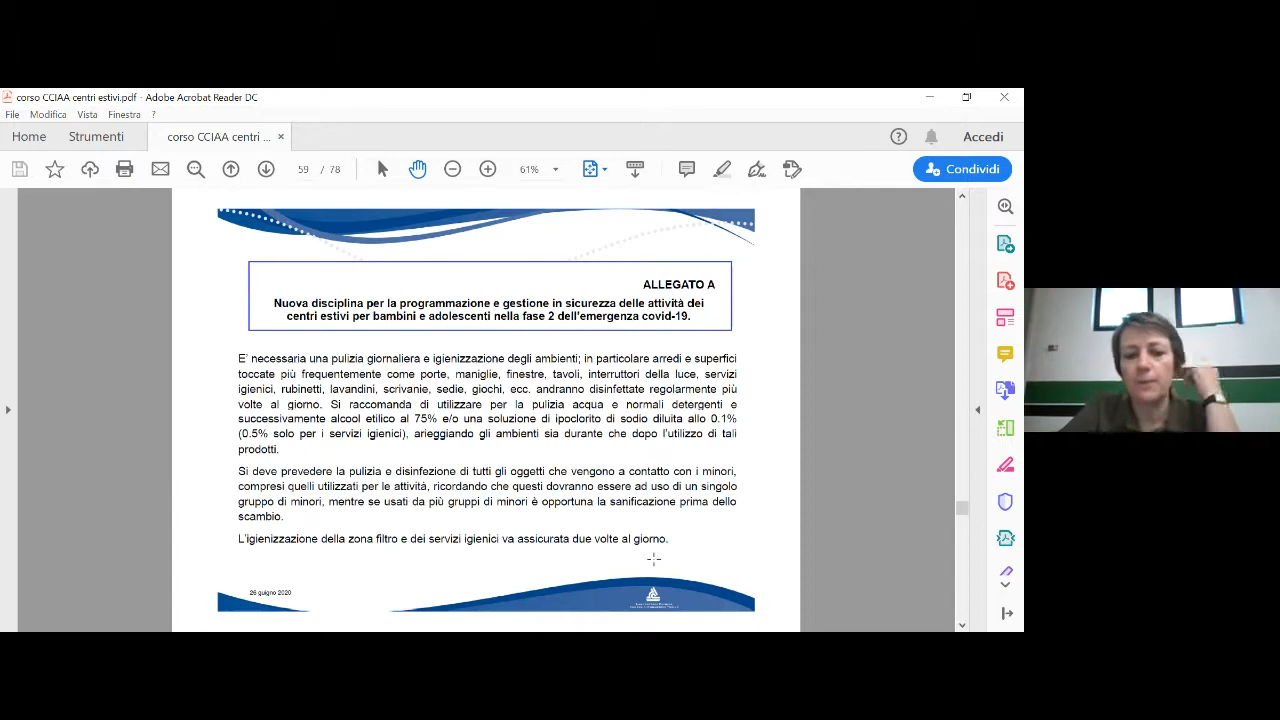 corso CCIAA centri estivi.pdf - Adobe Acrobat Reader DC
File Modifica Vista Finestra ?
Home Strumenti corso CCIAA centri ... × Accedi
59 / 78 61% Condividi
ALLEGATO A
Nuova disciplina per la programmazione e gestione in sicurezza delle attività dei
centri estivi per bambini e adolescenti nella fase 2 dell'emergenza covid-19.
E' necessaria una pulizia giornaliera e igienizzazione degli ambienti; in particolare arredi e superfici
toccate più frequentemente come porte, maniglie, finestre, tavoli, interruttori della luce, servizi
igienici, rubinetti, lavandini, scrivanie, sedie, giochi, ecc. andranno disinfettate regolarmente più
volte al giorno. Si raccomanda di utilizzare per la pulizia acqua e normali detergenti e
successivamente alcool etilico al 75% e/o una soluzione di ipoclorito di sodio diluita allo 0.1%
(0.5% solo per i servizi igienici), arieggiando gli ambienti sia durante che dopo l'utilizzo di tali
prodotti.
Si deve prevedere la pulizia e disinfezione di tutti gli oggetti che vengono a contatto con i minori,
compresi quelli utilizzati per le attività, ricordando che questi dovranno essere ad uso di un singolo
gruppo di minori, mentre se usati da più gruppi di minori è opportuna la sanificazione prima dello
scambio.
L'igienizzazione della zona filtro e dei servizi igienici va assicurata due volte al giorno.
26 guigno 2020